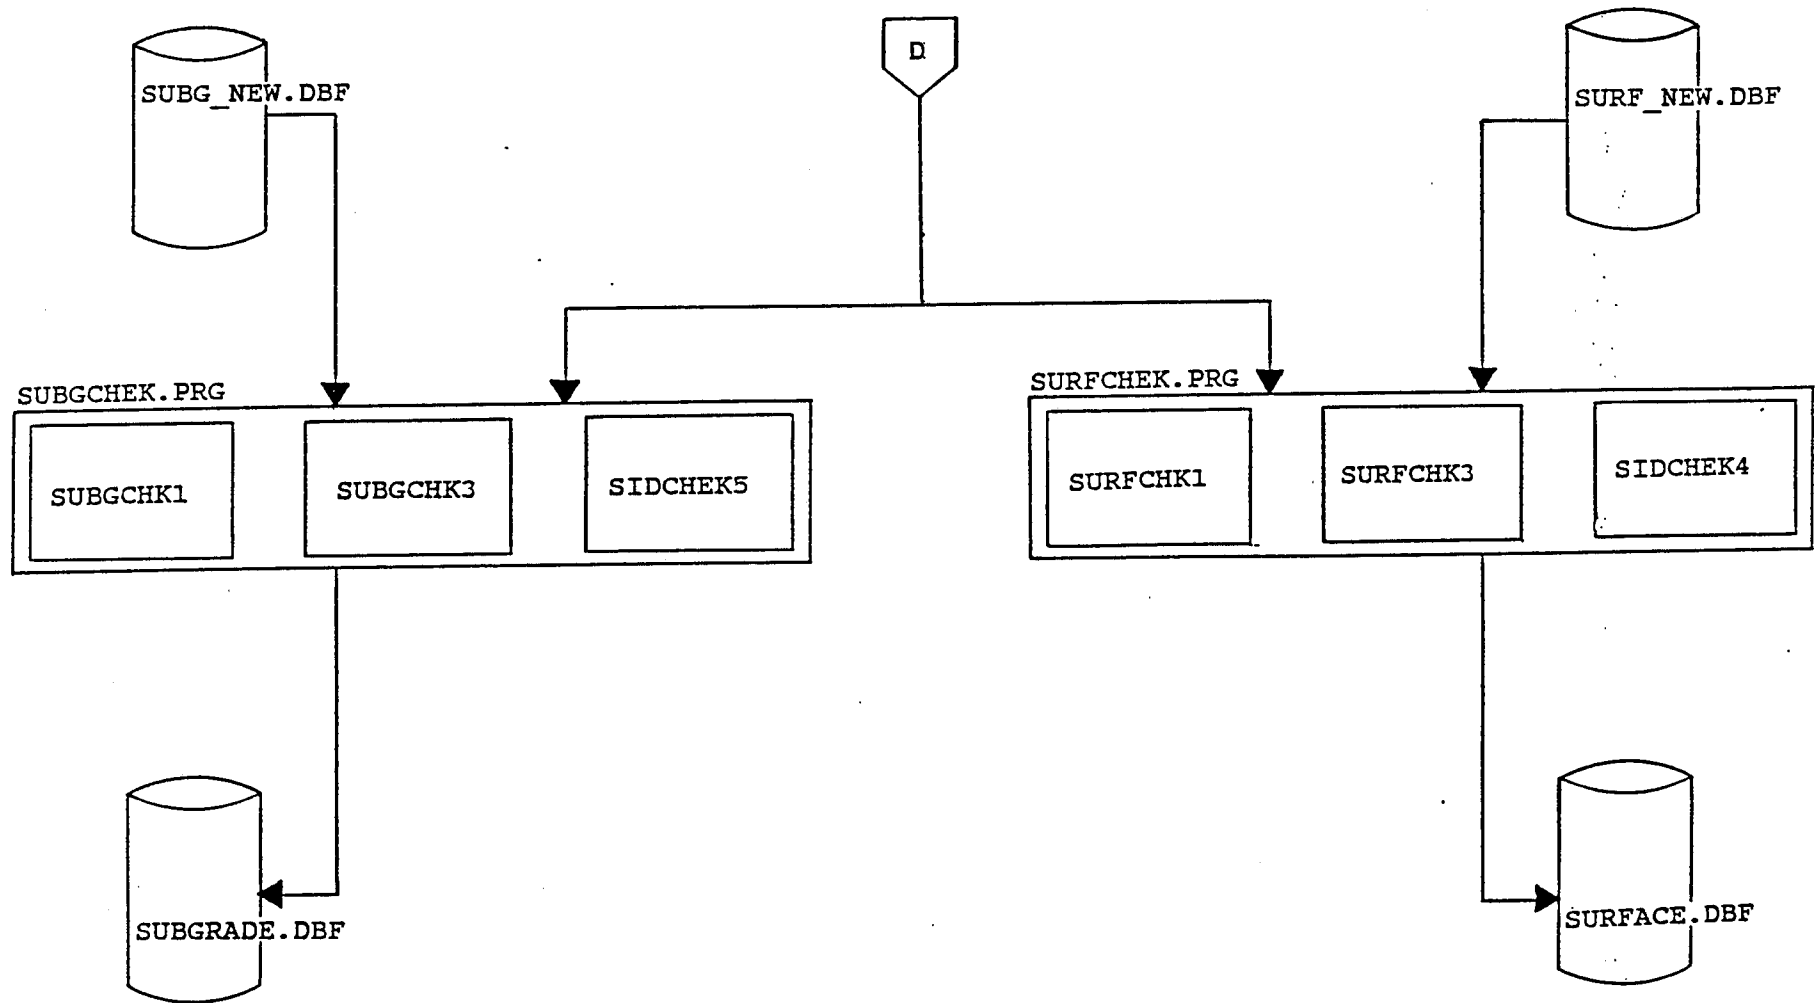 D
SUBG_NEW.DBF
SURF_NEW.DBF
SUBGCHEK.PRG
SURFCHEK.PRG
SUBGCHK1
SUBGCHK3
SIDCHEK5
SURFCHK1
SURFCHK3
SIDCHEK4
SUBGRADE.DBF
SURFACE.DBF